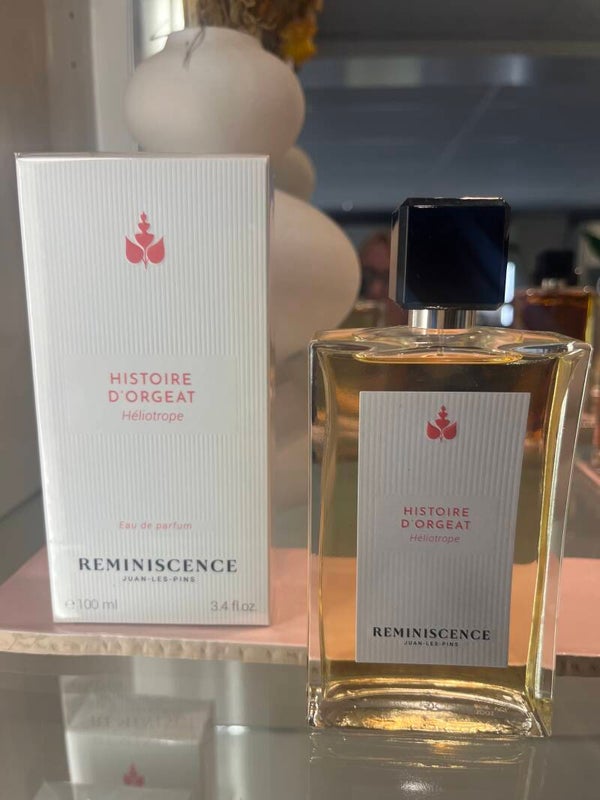 HISTOIRE
D'ORGEAT
Héliotrope
Eau de parfum
REMINISCENCE
JUAN-LES-PINS
℮100 ml 3.4 fl.oz.
HISTOIRE
D'ORGEAT
Héliotrope
REMINISCENCE
JUAN-LES-PINS